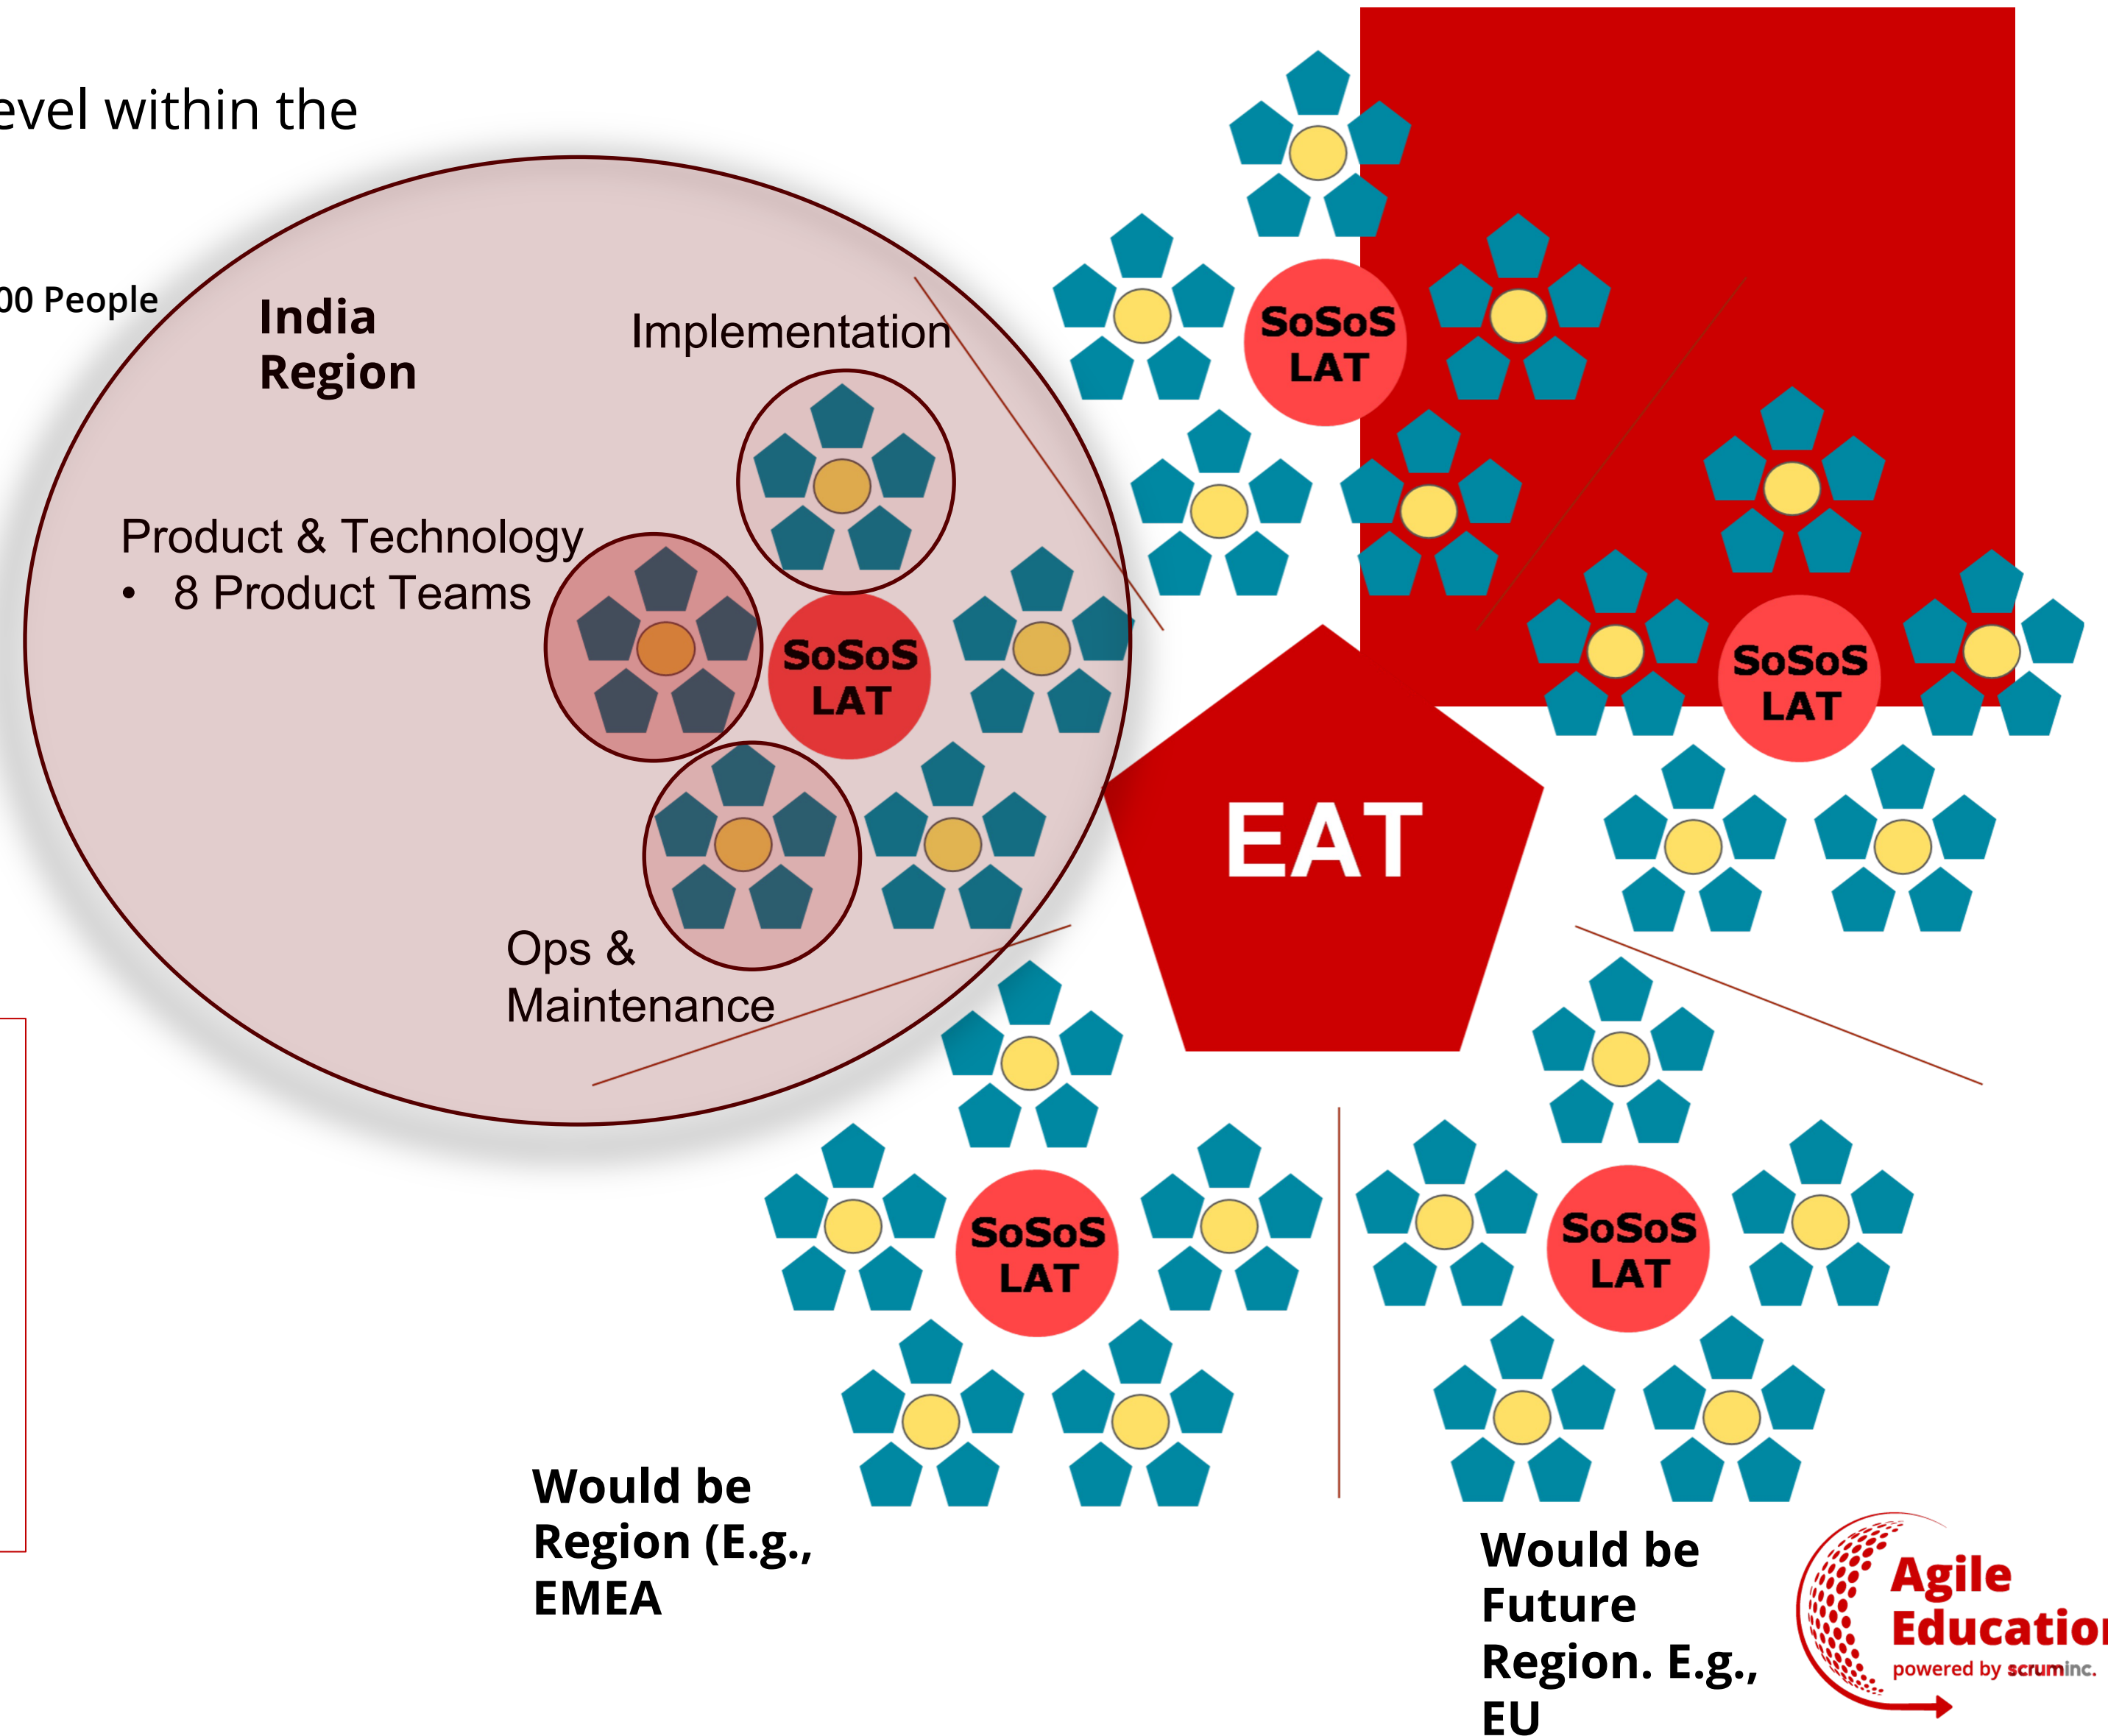 evel within the
00 People
India
Region
Implementation
Product & Technology
• 8 Product Teams
Ops &
Maintenance
SoSoS
LAT
SoSoS
LAT
SoSoS
LAT
EAT
SoSoS
LAT
SoSoS
LAT
Would be
Region (E.g.,
EMEA
Would be
Future
Region. E.g.,
EU
Agile
Education
powered by scruminc.